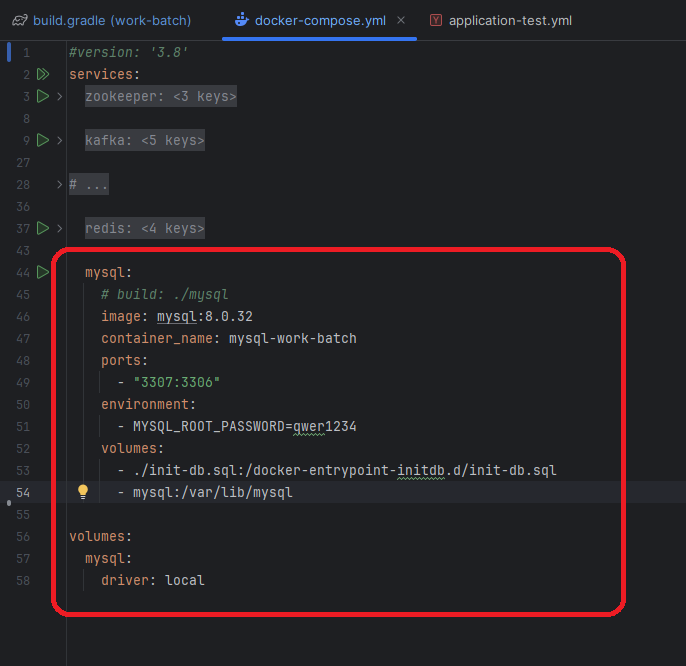 build.gradle (work-batch)
docker-compose.yml
application-test.yml
1 #version: '3.8'
2 services:
3 zookeeper: <3 keys>
8
9 kafka: <5 keys>
27
28 # ...
36
37 redis: <4 keys>
43
44 mysql:
45 # build: ./mysql
46 image: mysql:8.0.32
47 container_name: mysql-work-batch
48 ports:
49 - "3307:3306"
50 environment:
51 - MYSQL_ROOT_PASSWORD=qwer1234
52 volumes:
53 - ./init-db.sql:/docker-entrypoint-initdb.d/init-db.sql
54 - mysql:/var/lib/mysql
55
56 volumes:
57 mysql:
58 driver: local